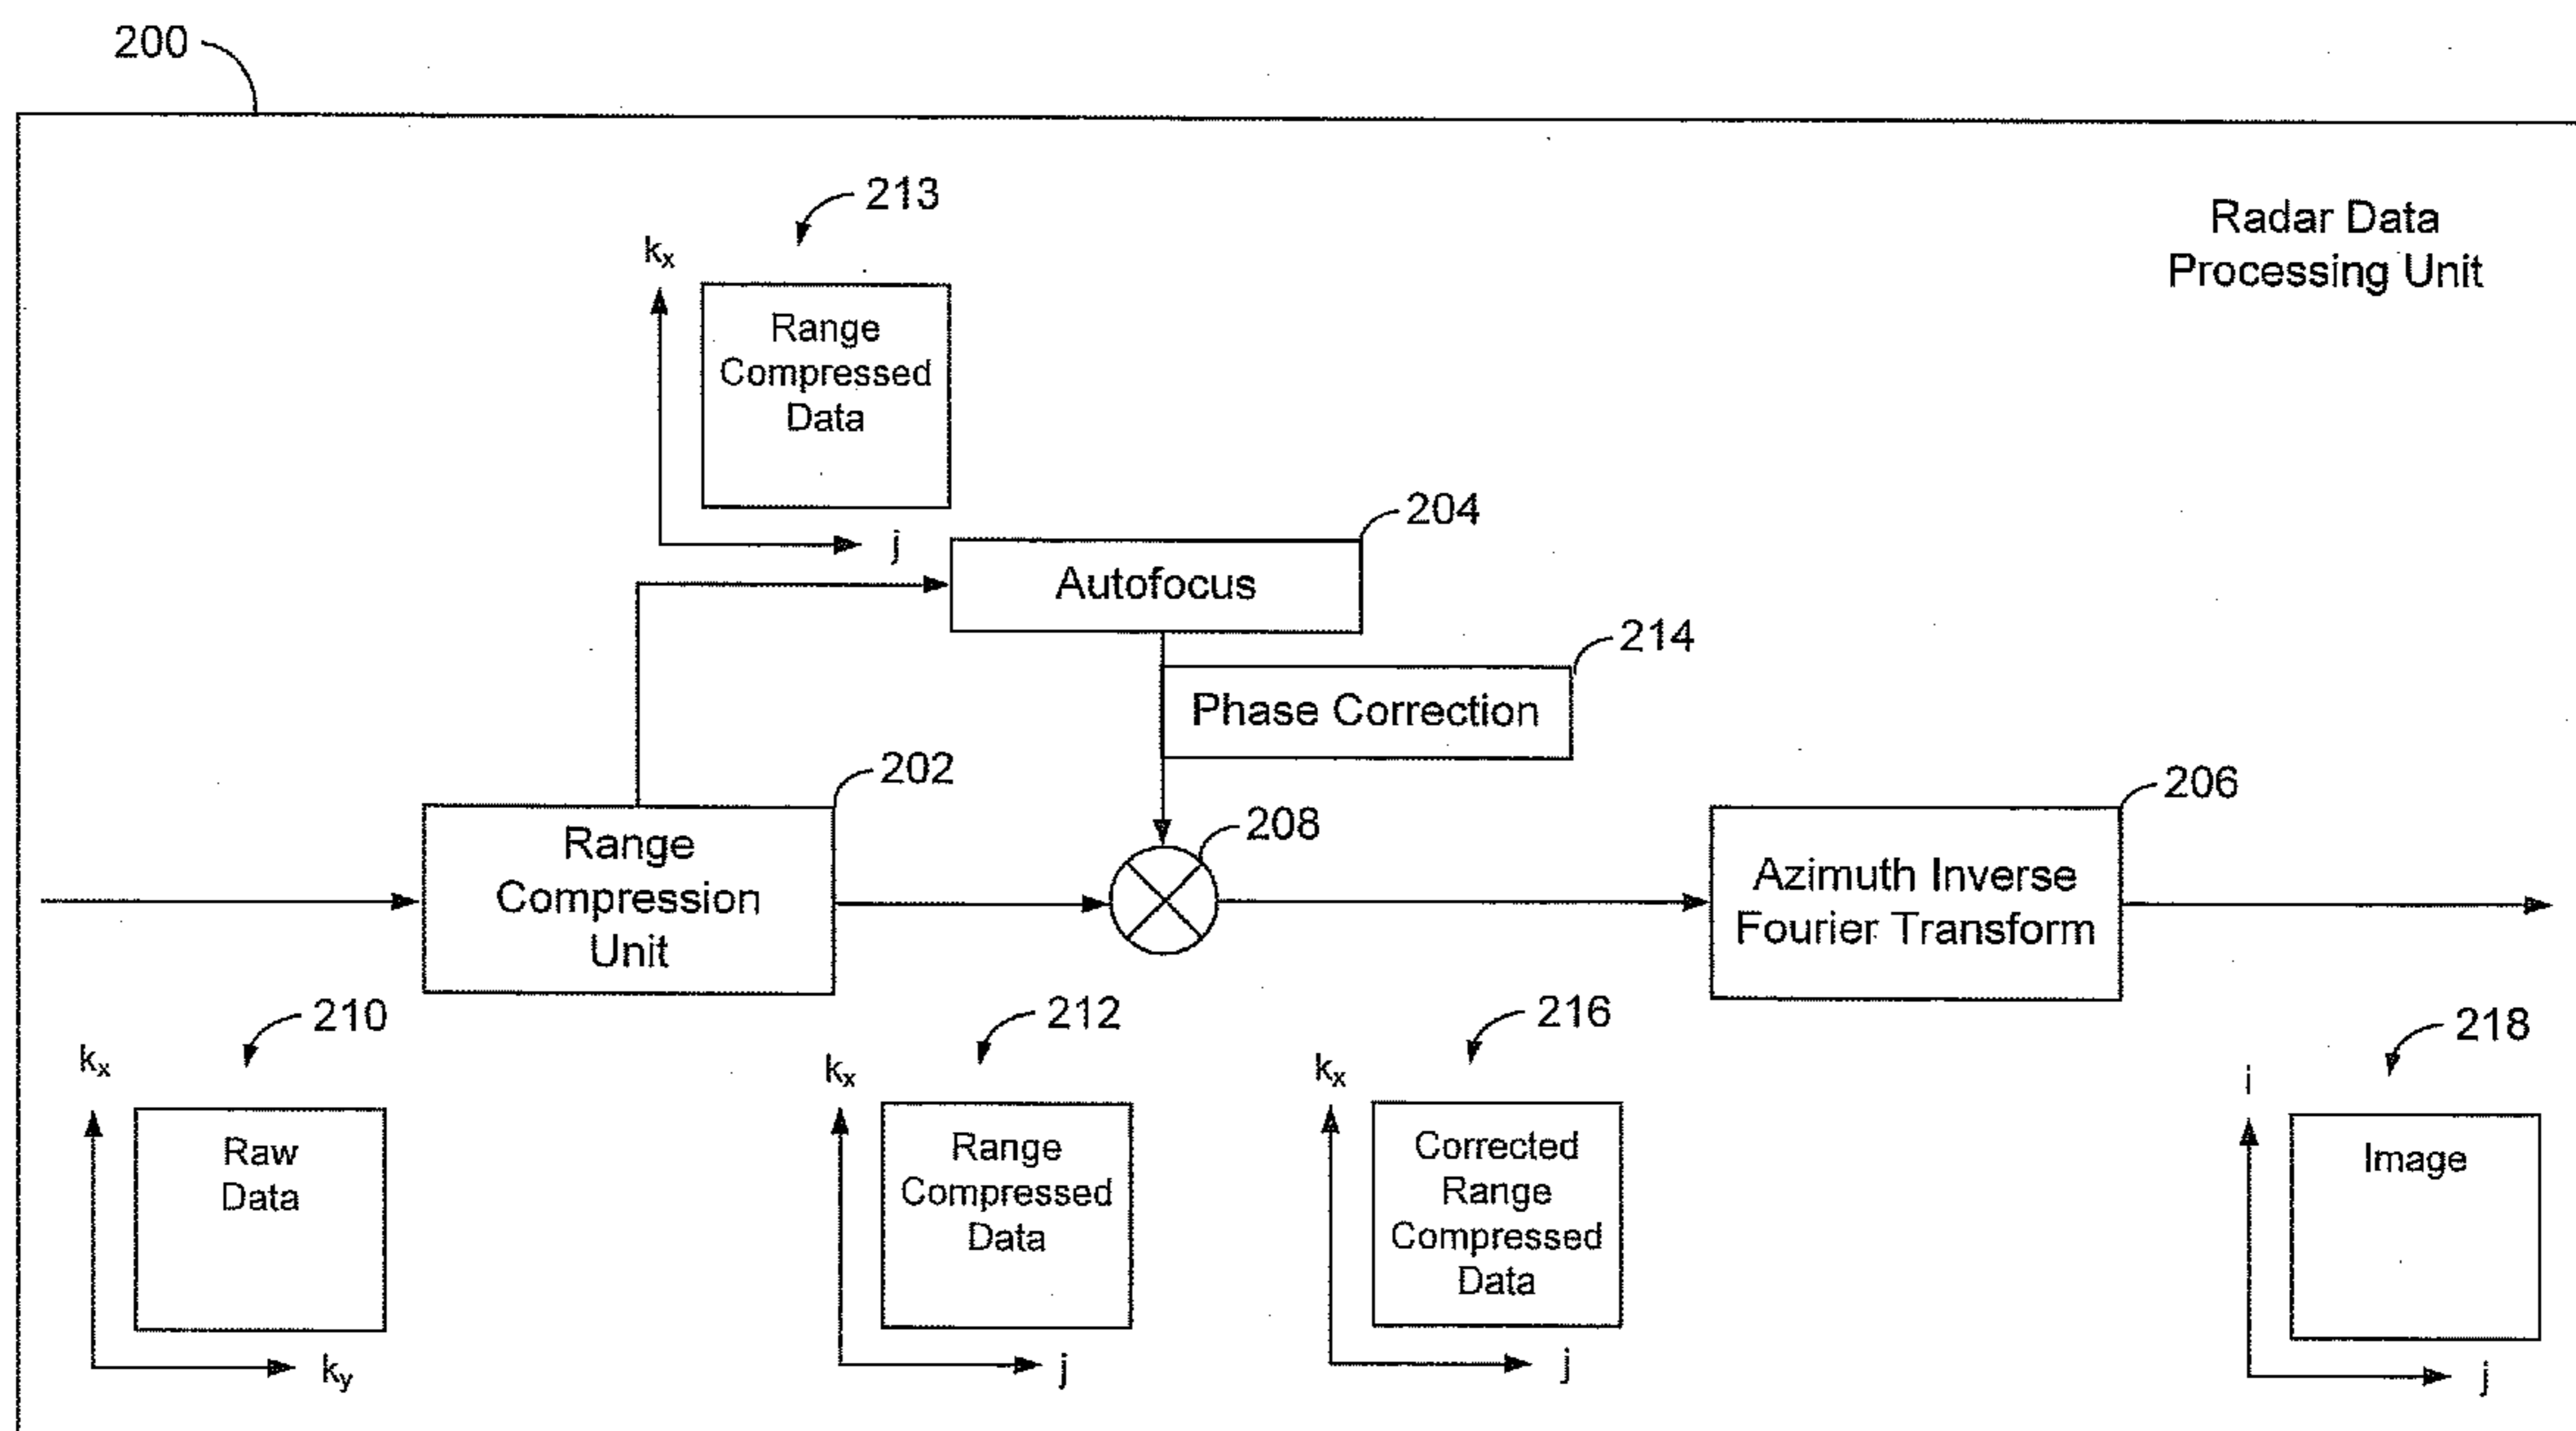 200
213
Radar Data
Processing Unit
kx
Range
Compressed
Data
j
204
Autofocus
214
Phase Correction
202
Range
Compression
Unit
208
206
Azimuth Inverse
Fourier Transform
210
kx
Raw
Data
ky
212
kx
Range
Compressed
Data
j
216
kx
Corrected
Range
Compressed
Data
j
218
i
Image
j